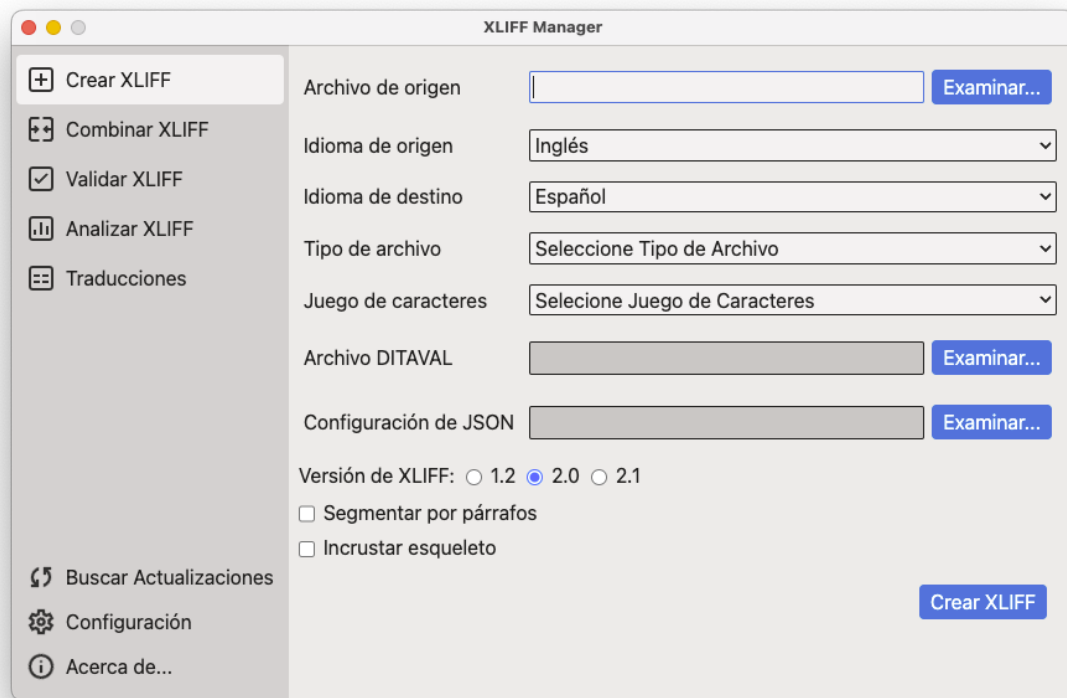 XLIFF Manager
Crear XLIFF
Combinar XLIFF
Validar XLIFF
Analizar XLIFF
Traducciones
Buscar Actualizaciones
Configuración
Acerca de...
Archivo de origen
Examinar...
Idioma de origen
Inglés
Idioma de destino
Español
Tipo de archivo
Seleccione Tipo de Archivo
Juego de caracteres
Selecione Juego de Caracteres
Archivo DITAVAL
Examinar...
Configuración de JSON
Examinar...
Versión de XLIFF: 1.2 2.0 2.1
Segmentar por párrafos
Incrustar esqueleto
Crear XLIFF